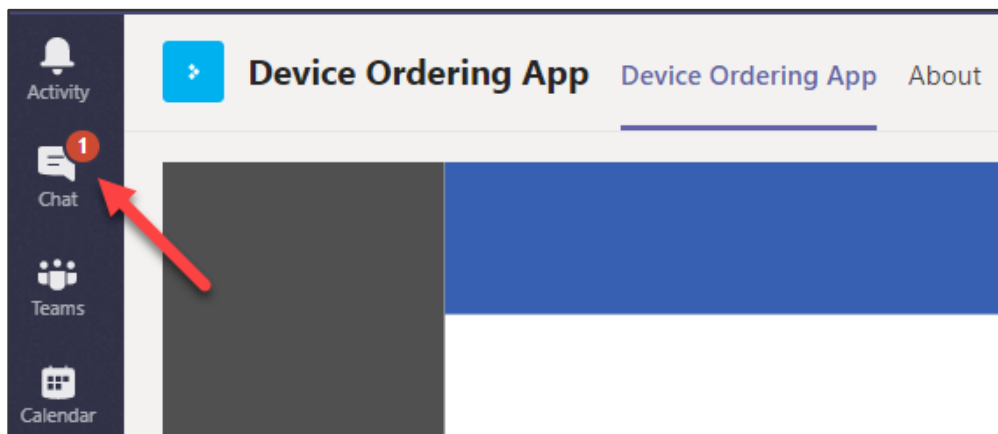 Activity
Device Ordering App Device Ordering App About
1
Chat
Teams
Calendar